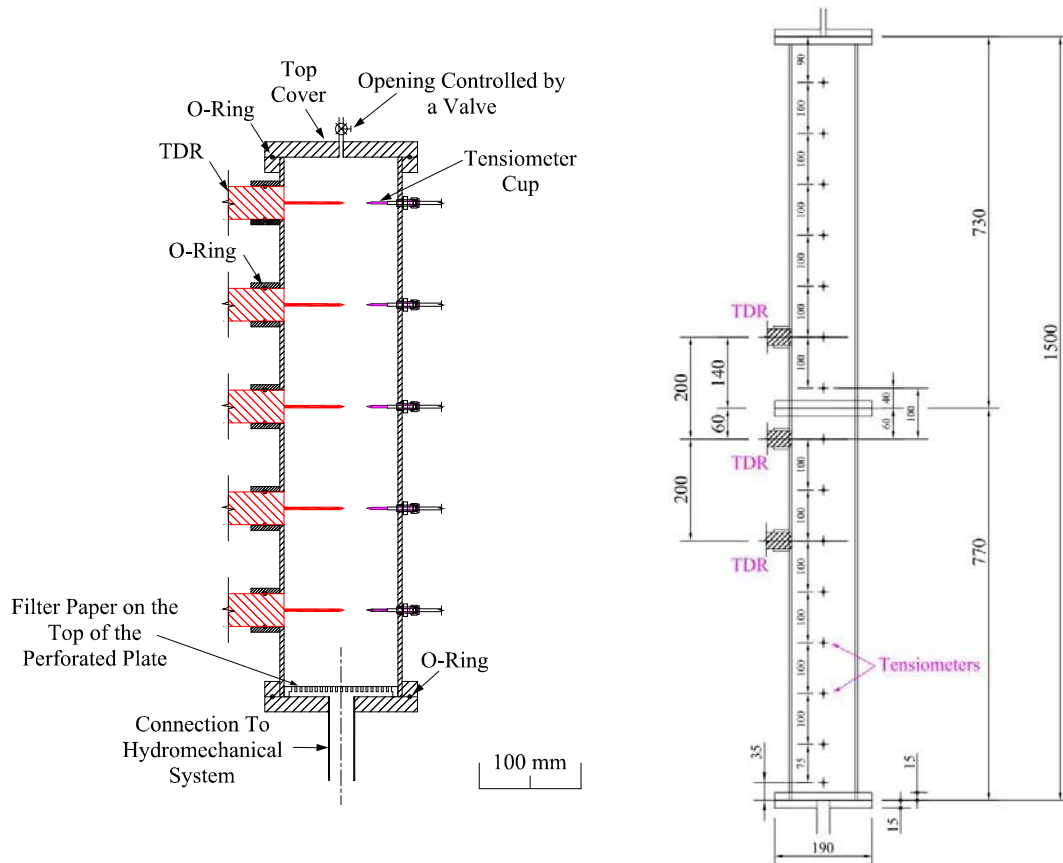 Top
Cover
Opening Controlled by
a Valve
O-Ring
TDR
Tensiometer
Cup
O-Ring
Filter Paper on the
Top of the
Perforated Plate
O-Ring
Connection To
Hydromechanical
System
100 mm
90
100
100
100
100
100
100
730
1500
TDR
200
140
60
40
60
100
TDR
200
TDR
100
100
100
100
100
100
75
770
Tensiometers
35
15
15
190